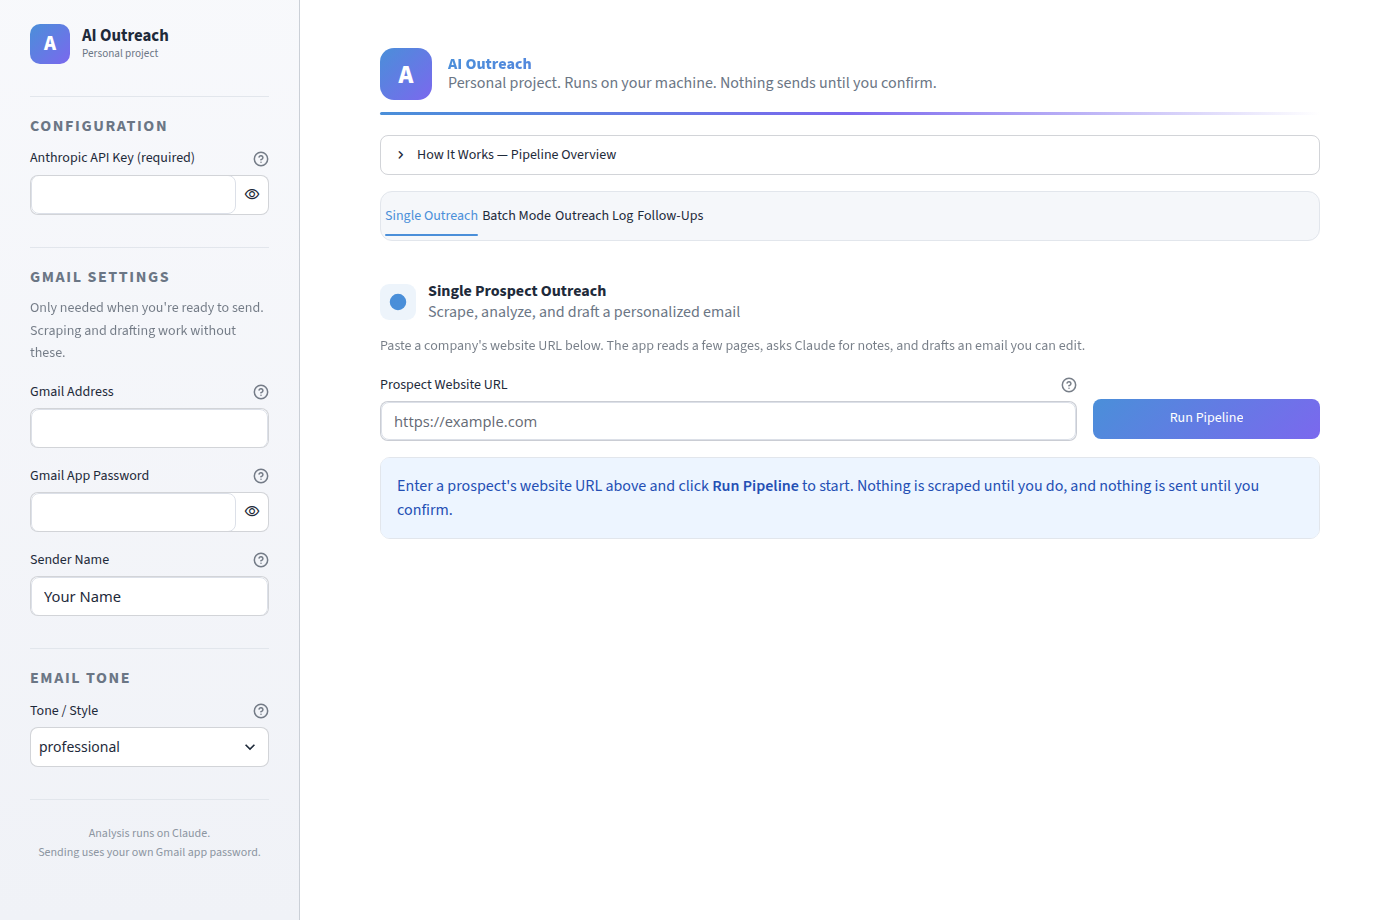 A
AI Outreach
Personal project
CONFIGURATION
Anthropic API Key (required)
GMAIL SETTINGS
Only needed when you're ready to send.
Scraping and drafting work without
these.
Gmail Address
Gmail App Password
Sender Name
Your Name
EMAIL TONE
Tone / Style
professional
Analysis runs on Claude.
Sending uses your own Gmail app password.
A
AI Outreach
Personal project. Runs on your machine. Nothing sends until you confirm.
How It Works — Pipeline Overview
Single Outreach Batch Mode Outreach Log Follow-Ups
Single Prospect Outreach
Scrape, analyze, and draft a personalized email
Paste a company's website URL below. The app reads a few pages, asks Claude for notes, and drafts an email you can edit.
Prospect Website URL
https://example.com
Run Pipeline
Enter a prospect's website URL above and click Run Pipeline to start. Nothing is scraped until you do, and nothing is sent until you
confirm.